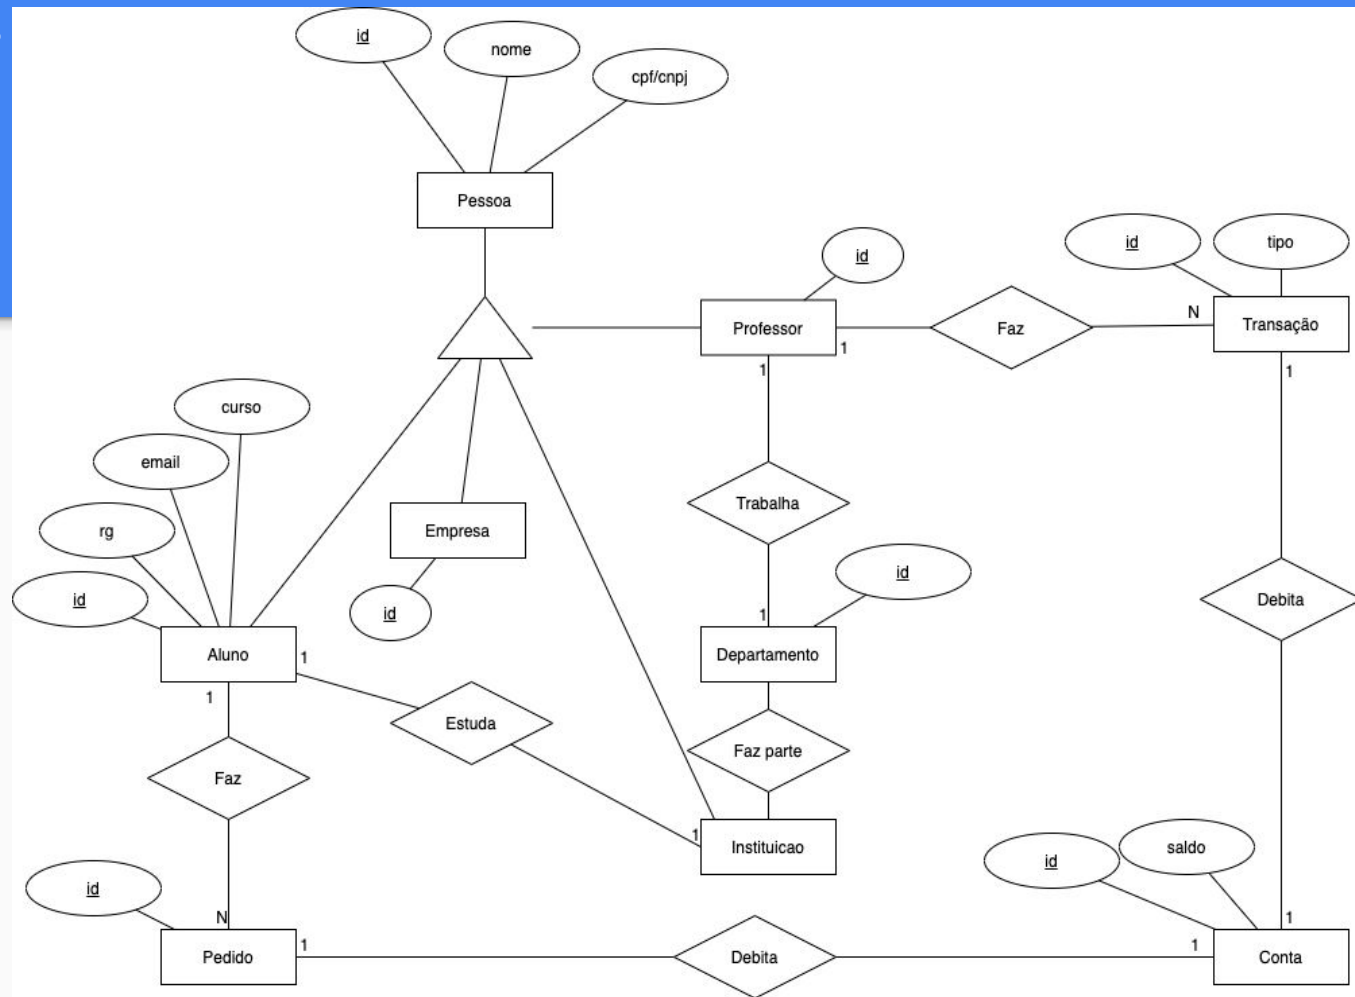 id
nome
cpf/cnpj
Pessoa
id
id
tipo
Professor
1
Faz
N
Transação
1
1
curso
email
rg
id
Empresa
id
Trabalha
id
Debita
1
Aluno
1
1
Departamento
Estuda
Faz parte
Faz
1
Instituicao
id
saldo
id
N
1
Pedido
1
Debita
1
Conta